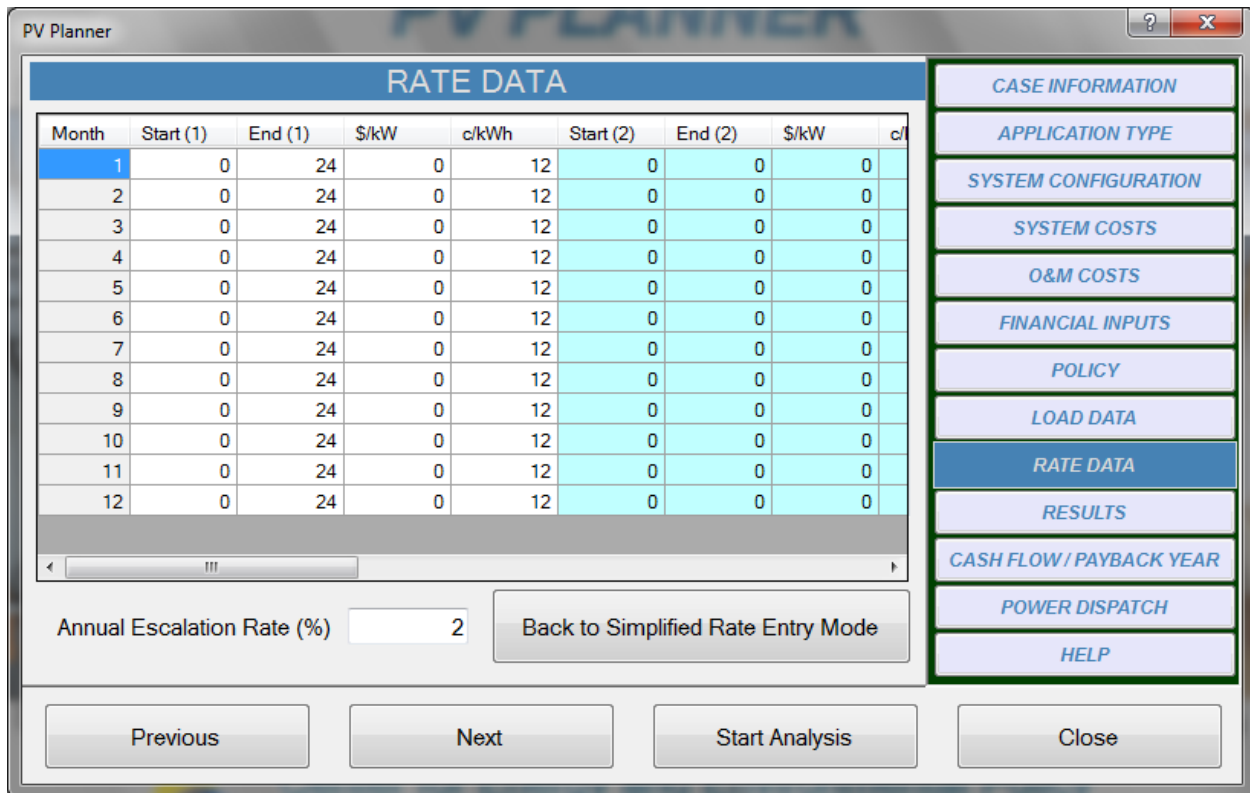 PV Planner
RATE DATA
Month Start (1) End (1) $/kW c/kWh Start (2) End (2) $/kW
1 0 24 0 12 0 0 0
2 0 24 0 12 0 0 0
3 0 24 0 12 0 0 0
4 0 24 0 12 0 0 0
5 0 24 0 12 0 0 0
6 0 24 0 12 0 0 0
7 0 24 0 12 0 0 0
8 0 24 0 12 0 0 0
9 0 24 0 12 0 0 0
10 0 24 0 12 0 0 0
11 0 24 0 12 0 0 0
12 0 24 0 12 0 0 0
Annual Escalation Rate (%) 2 Back to Simplified Rate Entry Mode
CASE INFORMATION
APPLICATION TYPE
SYSTEM CONFIGURATION
SYSTEM COSTS
O&M COSTS
FINANCIAL INPUTS
POLICY
LOAD DATA
RATE DATA
RESULTS
CASH FLOW / PAYBACK YEAR
POWER DISPATCH
HELP
Previous Next Start Analysis Close